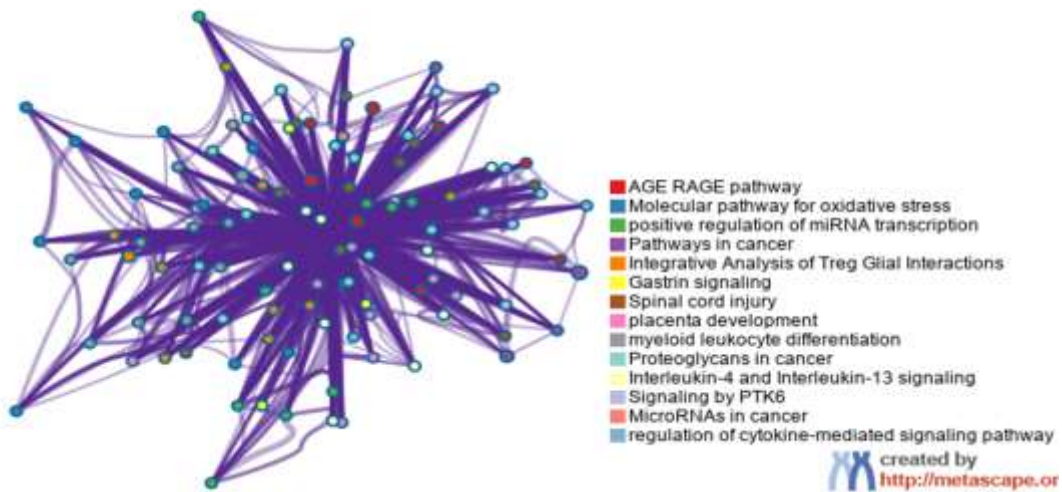 AGE RAGE pathway
Molecular pathway for oxidative stress
positive regulation of miRNA transcription
Pathways in cancer
Integrative Analysis of Treg Glial Interactions
Gastrin signaling
Spinal cord injury
placenta development
myeloid leukocyte differentiation
Proteoglycans in cancer
Interleukin-4 and Interleukin-13 signaling
Signaling by PTK6
MicroRNAs in cancer
regulation of cytokine-mediated signaling pathway
created by
http://metascape.or